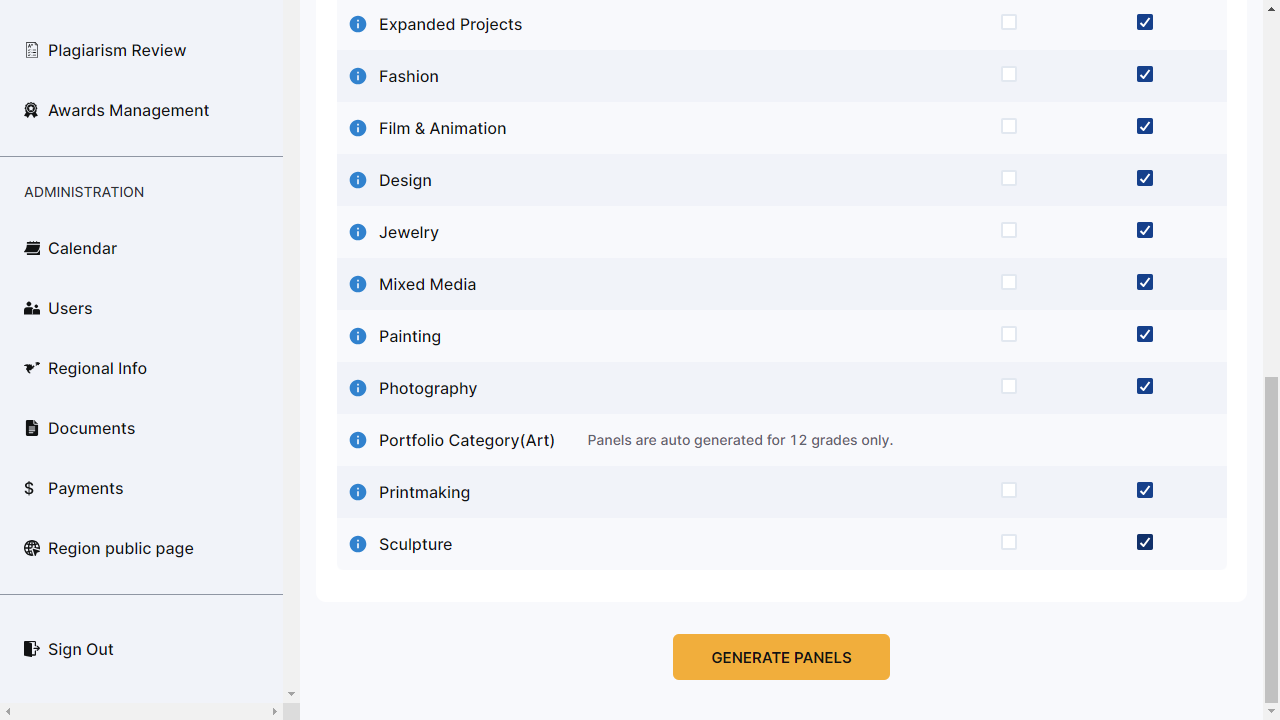 Plagiarism Review
Awards Management
ADMINISTRATION
Calendar
Users
Regional Info
Documents
Payments
Region public page
Sign Out
Expanded Projects
Fashion
Film & Animation
Design
Jewelry
Mixed Media
Painting
Photography
Portfolio Category(Art) Panels are auto generated for 12 grades only.
Printmaking
Sculpture
GENERATE PANELS